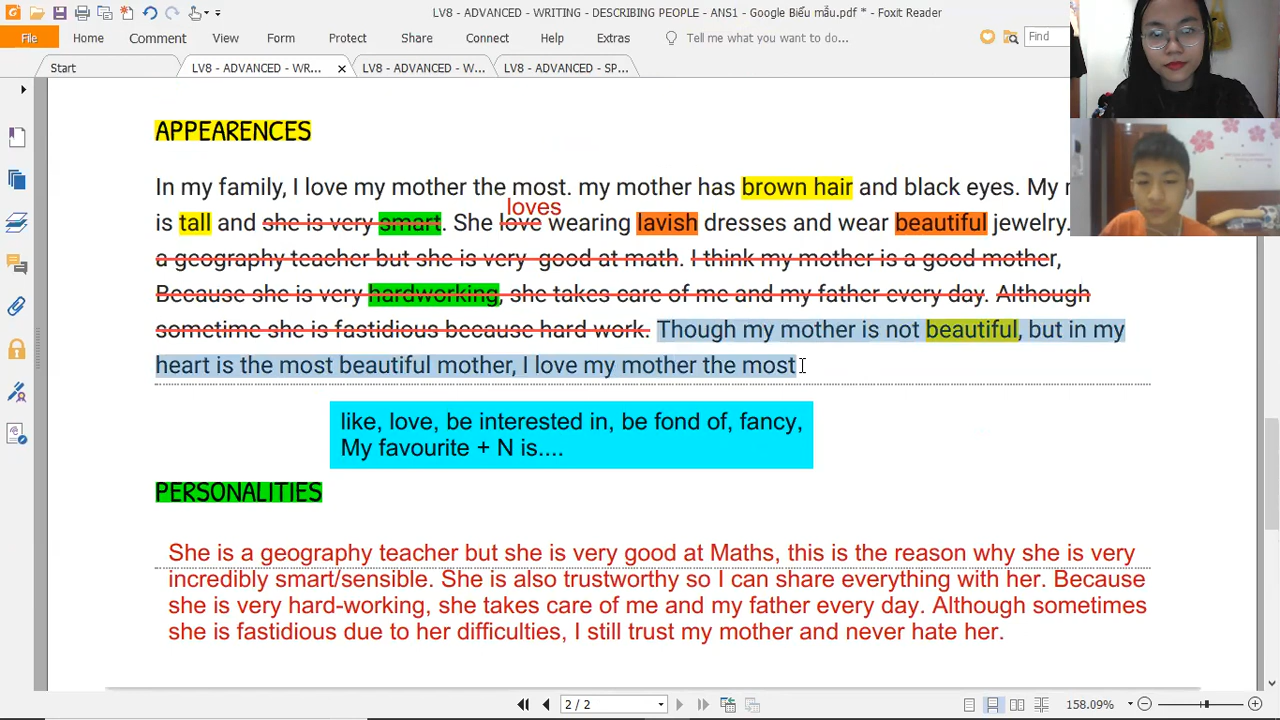 LV8 - ADVANCED - WRITING - DESCRIBING PEOPLE - ANS - Google Biểu mẫu.pdf * - Foxit Reader
File Home Comment View Form Protect Share Connect Help Extras Tell me what you want to do... Find
Start LV8 - ADVANCED - WR... LV8 - ADVANCED - W... LV8 - ADVANCED - SP...
APPEARENCES
In my family, I love my mother the most. my mother has brown hair and black eyes. My
loves
is tall and she is very smart. She love wearing lavish dresses and wear beautiful jewelry.
a geography teacher but she is very good at math. I think my mother is a good mother,
Because she is very hardworking, she takes care of me and my father every day. Although
sometime she is fastidious because hard work. Though my mother is not beautiful, but in my
heart is the most beautiful mother, I love my mother the most
like, love, be interested in, be fond of, fancy,
My favourite + N is....
PERSONALITIES
She is a geography teacher but she is very good at Maths, this is the reason why she is very
incredibly smart/sensible. She is also trustworthy so I can share everything with her. Because
she is very hard-working, she takes care of me and my father every day. Although sometimes
she is fastidious due to her difficulties, I still trust my mother and never hate her.
2 / 2 158.09%